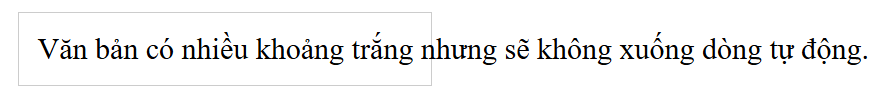 Văn bản có nhiều khoảng trắng nhưng sẽ không xuống dòng tự động.